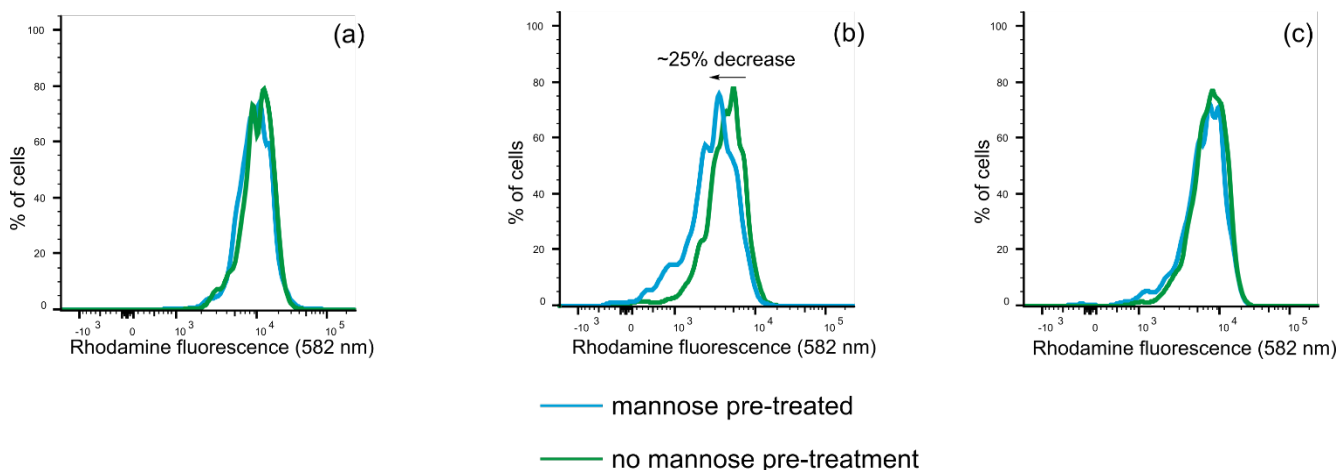 (a)
100
80
60
40
20
0
% of cells
-10 3 0 10 3 10 4 10 5
Rhodamine fluorescence (582 nm)
(b)
~25% decrease
100
80
60
40
20
0
% of cells
-10 3 0 10 3 10 4 10 5
Rhodamine fluorescence (582 nm)
(c)
100
80
60
40
20
0
% of cells
-10 3 0 10 3 10 4 10 5
Rhodamine fluorescence (582 nm)
mannose pre-treated
no mannose pre-treatment